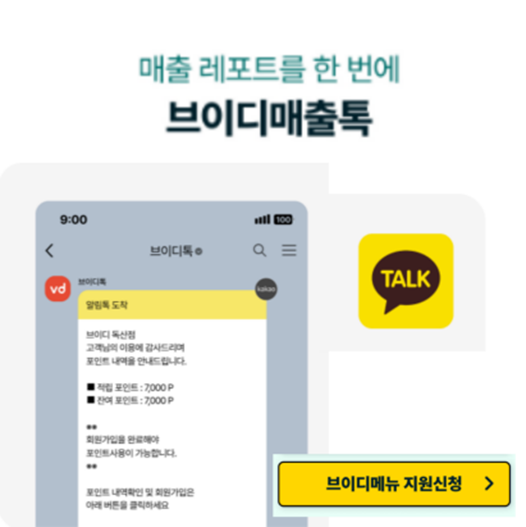 매출 레포트를 한 번에
브이디매출톡
9:00
100
브이디톡
vd
브이디톡
kakao
알림톡 도착
TALK
브이디 독산점
고객님의 이용에 감사드리며
포인트 내역을 안내드립니다.
■ 적립 포인트 : 7,000 P
■ 잔여 포인트 : 7,000 P
**
회원가입을 완료해야
포인트사용이 가능합니다.
**
포인트 내역확인 및 회원가입은
아래 버튼을 클릭하세요
브이디메뉴 지원신청